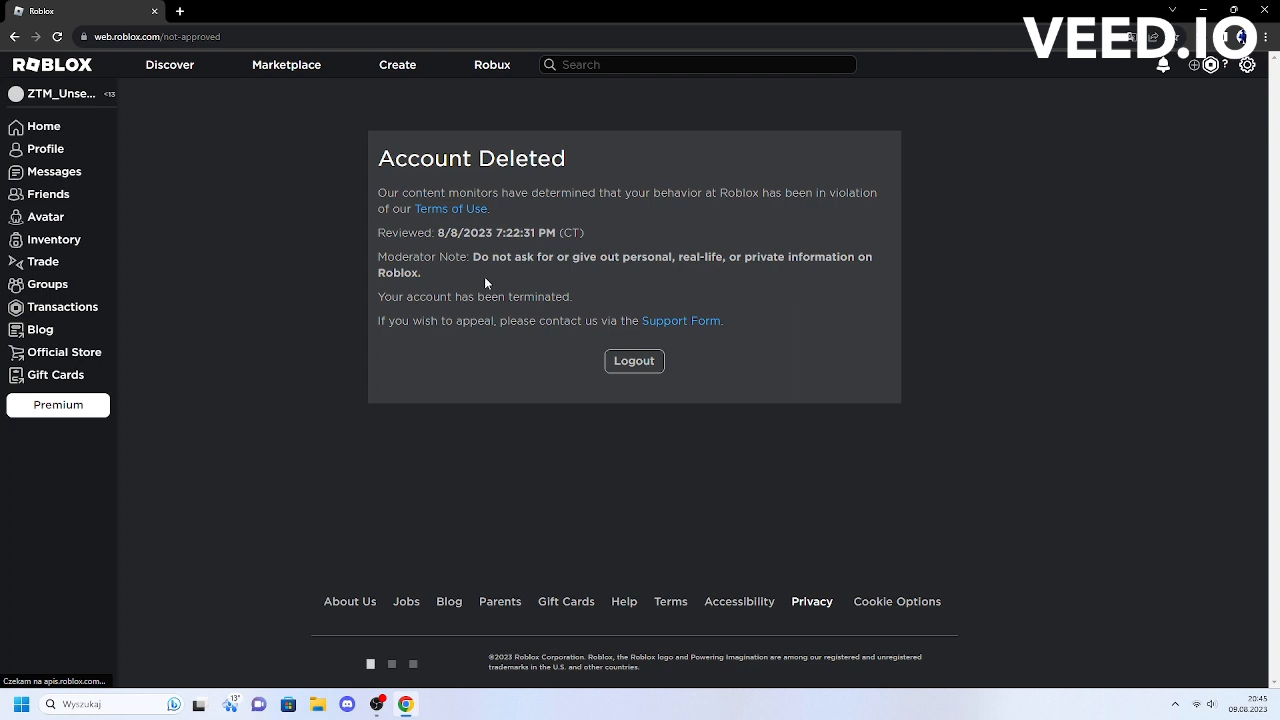 Roblox
VEED.IO
web.roblox.com/not-approved
ROBLOX
Discover
Marketplace
Create
Robux
Search
ZTM_Unse... <13
Home
Profile
Messages
Friends
Avatar
Inventory
Trade
Groups
Transactions
Blog
Official Store
Gift Cards
Premium
Account Deleted
Our content monitors have determined that your behavior at Roblox has been in violation
of our Terms of Use.
Reviewed: 8/8/2023 7:22:31 PM (CT)
Moderator Note: Do not ask for or give out personal, real-life, or private information on
Roblox.
Your account has been terminated.
If you wish to appeal, please contact us via the Support Form.
Logout
About Us Jobs Blog Parents Gift Cards Help Terms Accessibility Privacy Cookie Options
©2023 Roblox Corporation. Roblox, the Roblox logo and Powering Imagination are among our registered and unregistered
trademarks in the U.S. and other countries.
Czekam na apis.roblox.com...
Wyszukaj
13°
20:45
09.08.2023